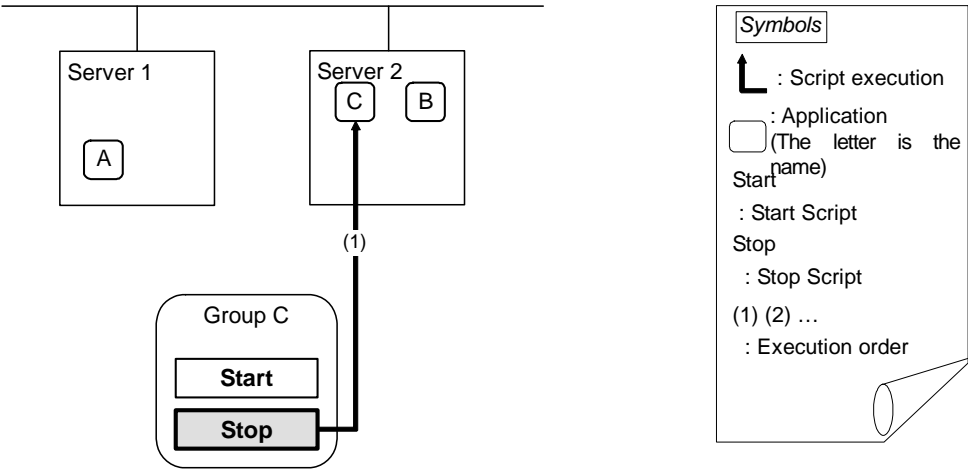 Server 1
A
Server 2
C
B
(1)
Group C
Start
Stop
Symbols
: Script execution
: Application
(The letter is the
name)
Start
: Start Script
Stop
: Stop Script
(1) (2) …
: Execution order